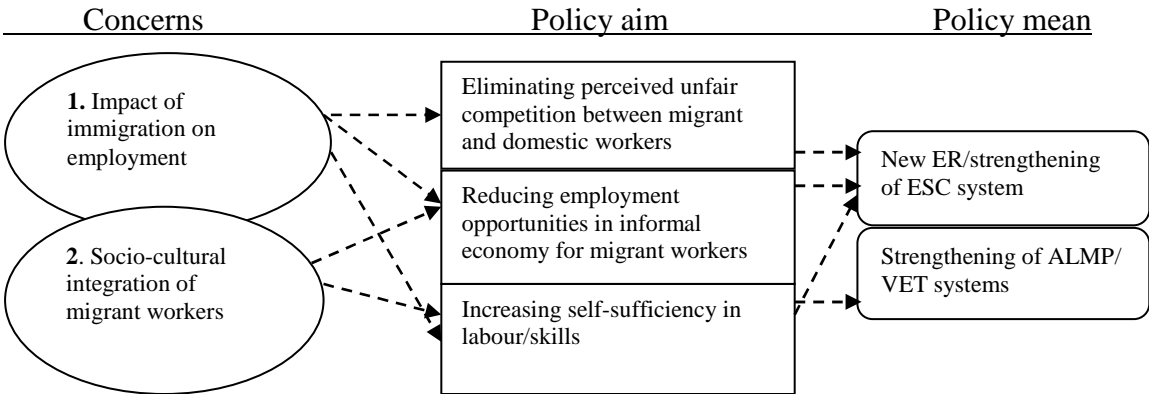 Concerns
Policy aim
Policy mean
1. Impact of
immigration on
employment
2. Socio-cultural
integration of
migrant workers
Eliminating perceived unfair
competition between migrant
and domestic workers
Reducing employment
opportunities in informal
economy for migrant workers
Increasing self-sufficiency in
labour/skills
New ER/strengthening
of ESC system
Strengthening of ALMP/
VET systems